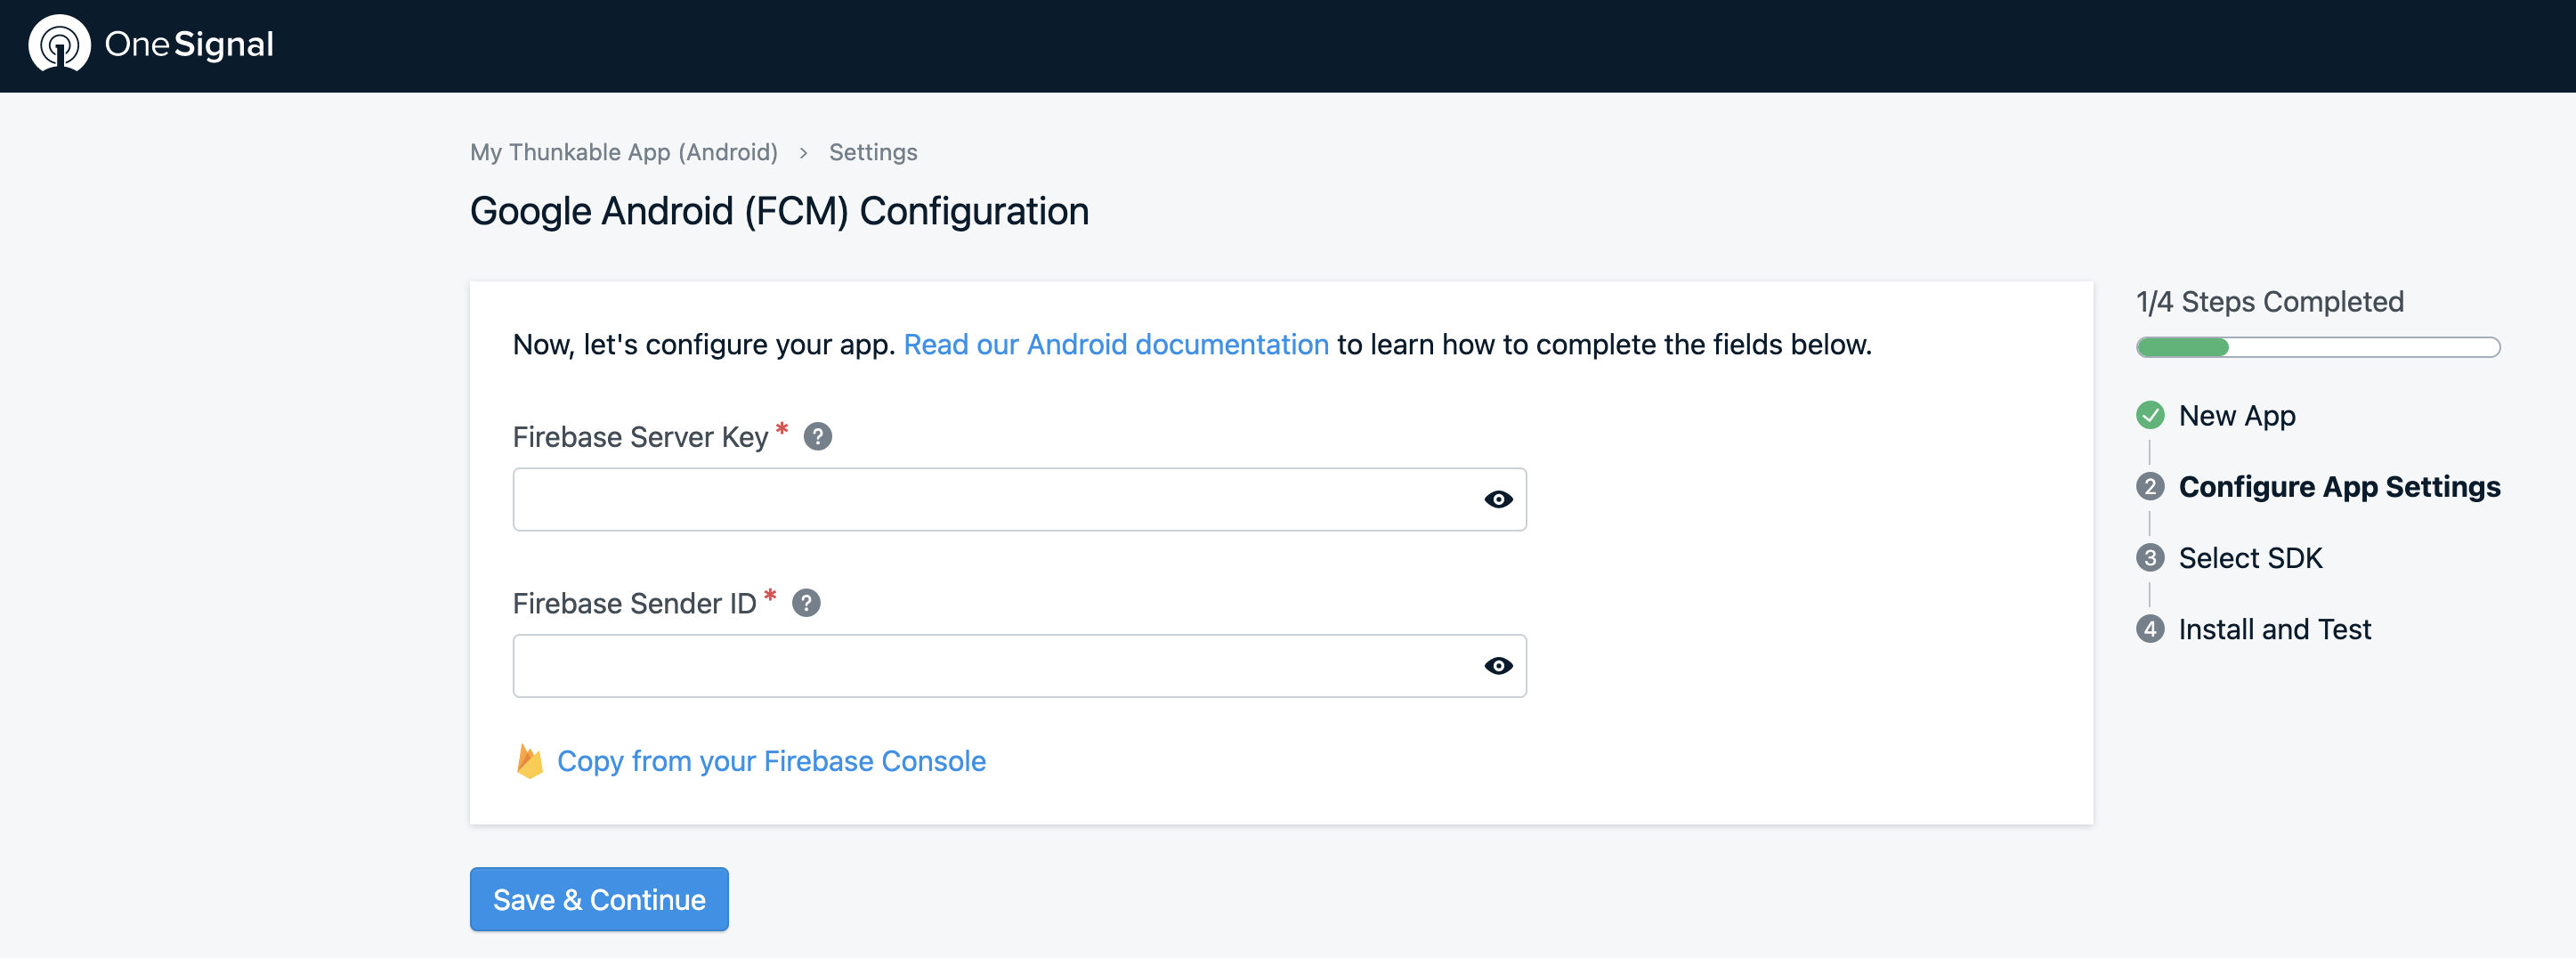 OneSignal
My Thunkable App (Android) > Settings
Google Android (FCM) Configuration
Now, let's configure your app. Read our Android documentation to learn how to complete the fields below.
Firebase Server Key * ?
Firebase Sender ID * ?
Copy from your Firebase Console
Save & Continue
1/4 Steps Completed
New App
2 Configure App Settings
3 Select SDK
4 Install and Test